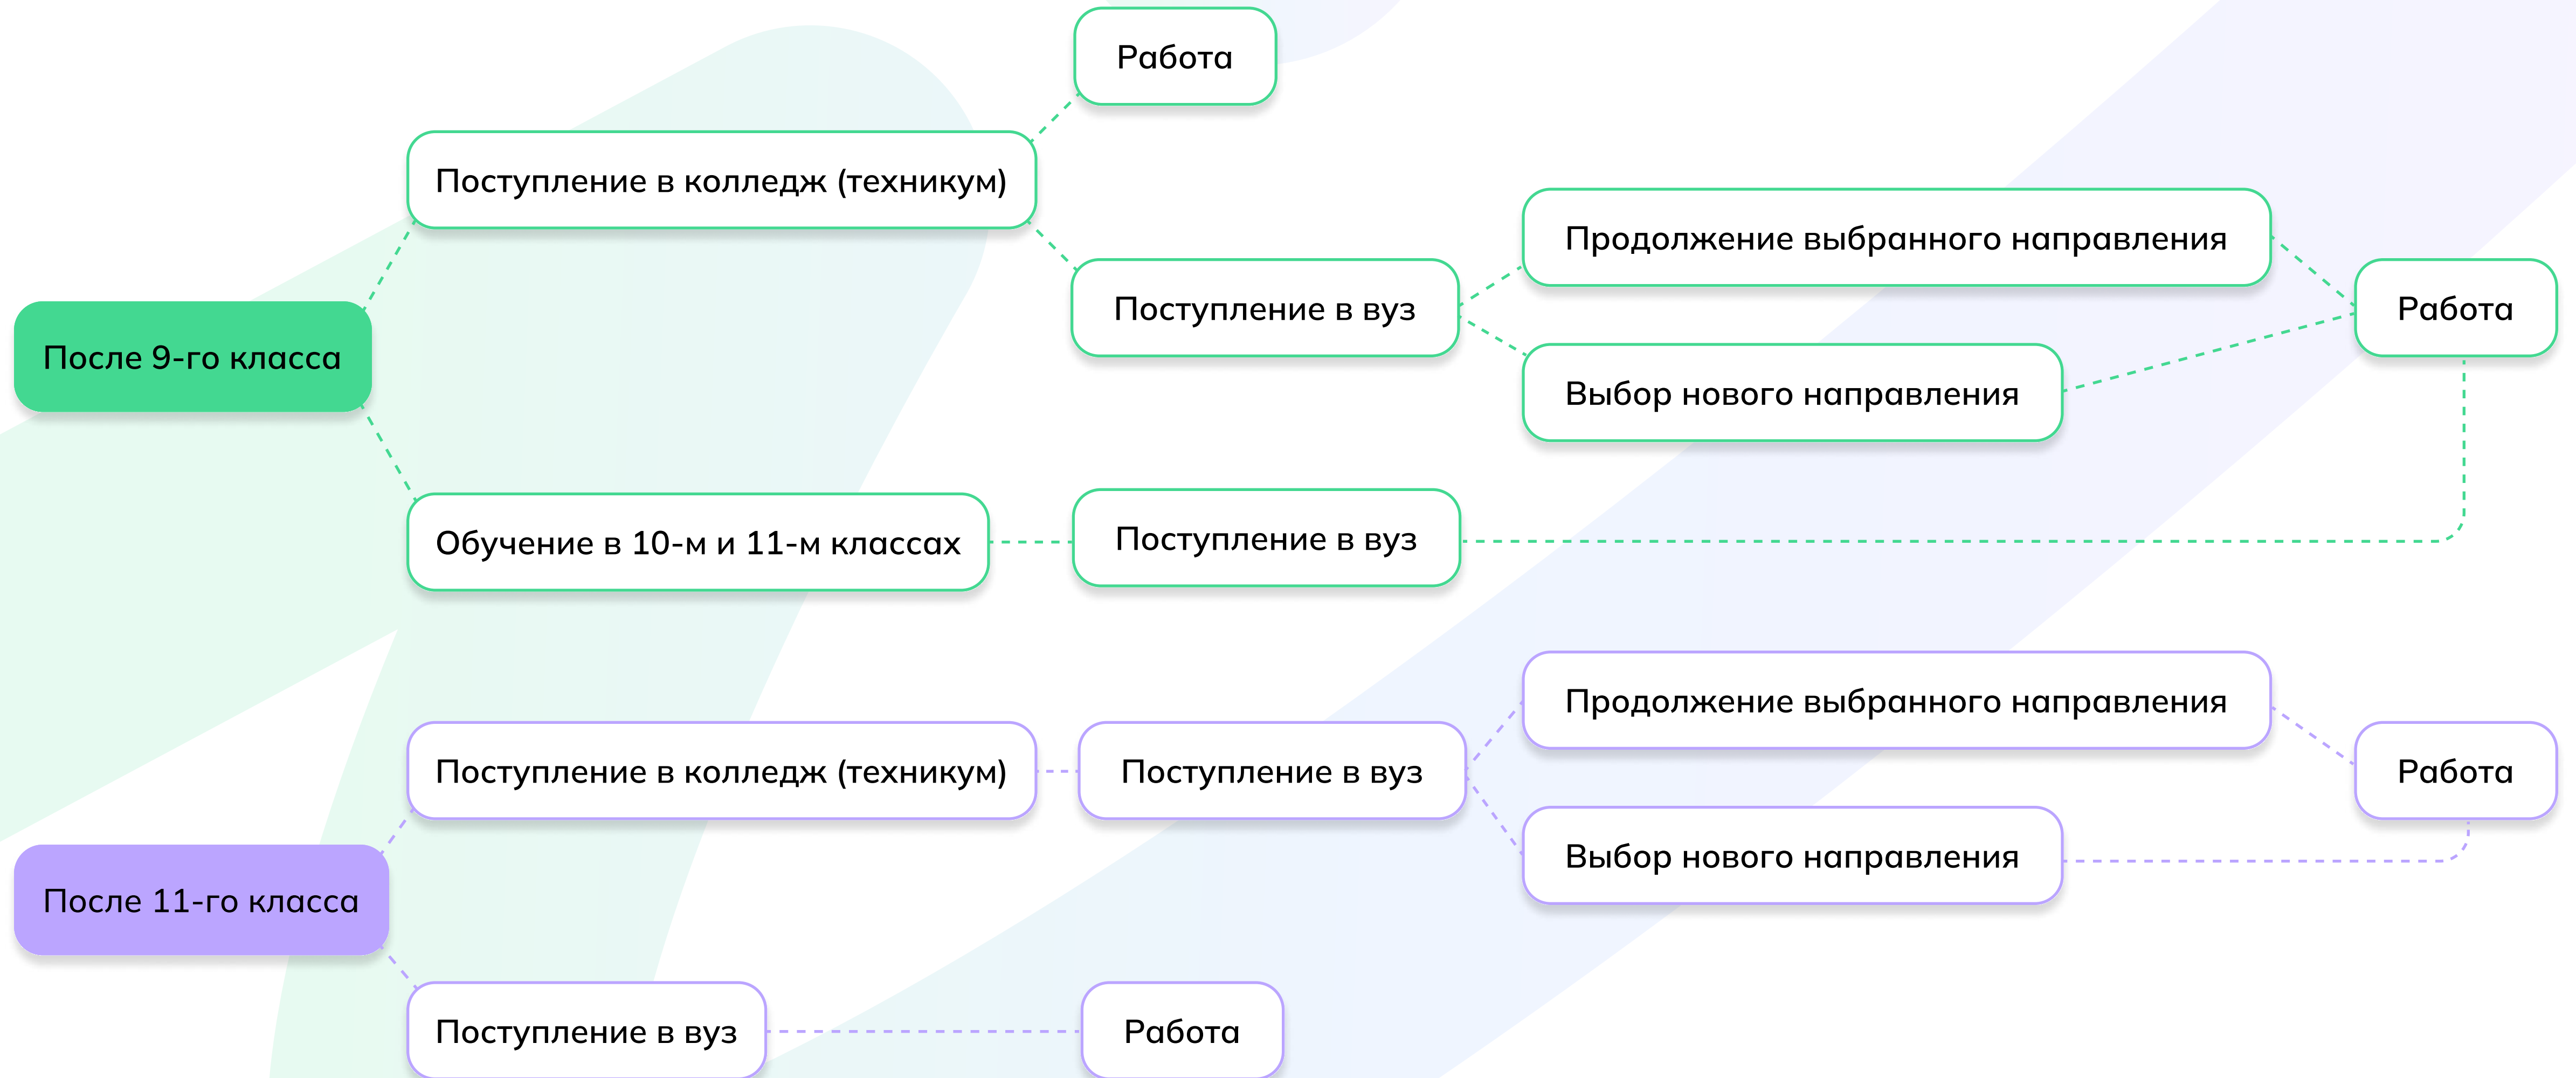 Работа
Поступление в колледж (техникум)
Продолжение выбранного направления
Поступление в вуз
Работа
После 9-го класса
Выбор нового направления
Обучение в 10-м и 11-м классах
Поступление в вуз
Продолжение выбранного направления
Поступление в колледж (техникум)
Поступление в вуз
Работа
Выбор нового направления
После 11-го класса
Поступление в вуз
Работа